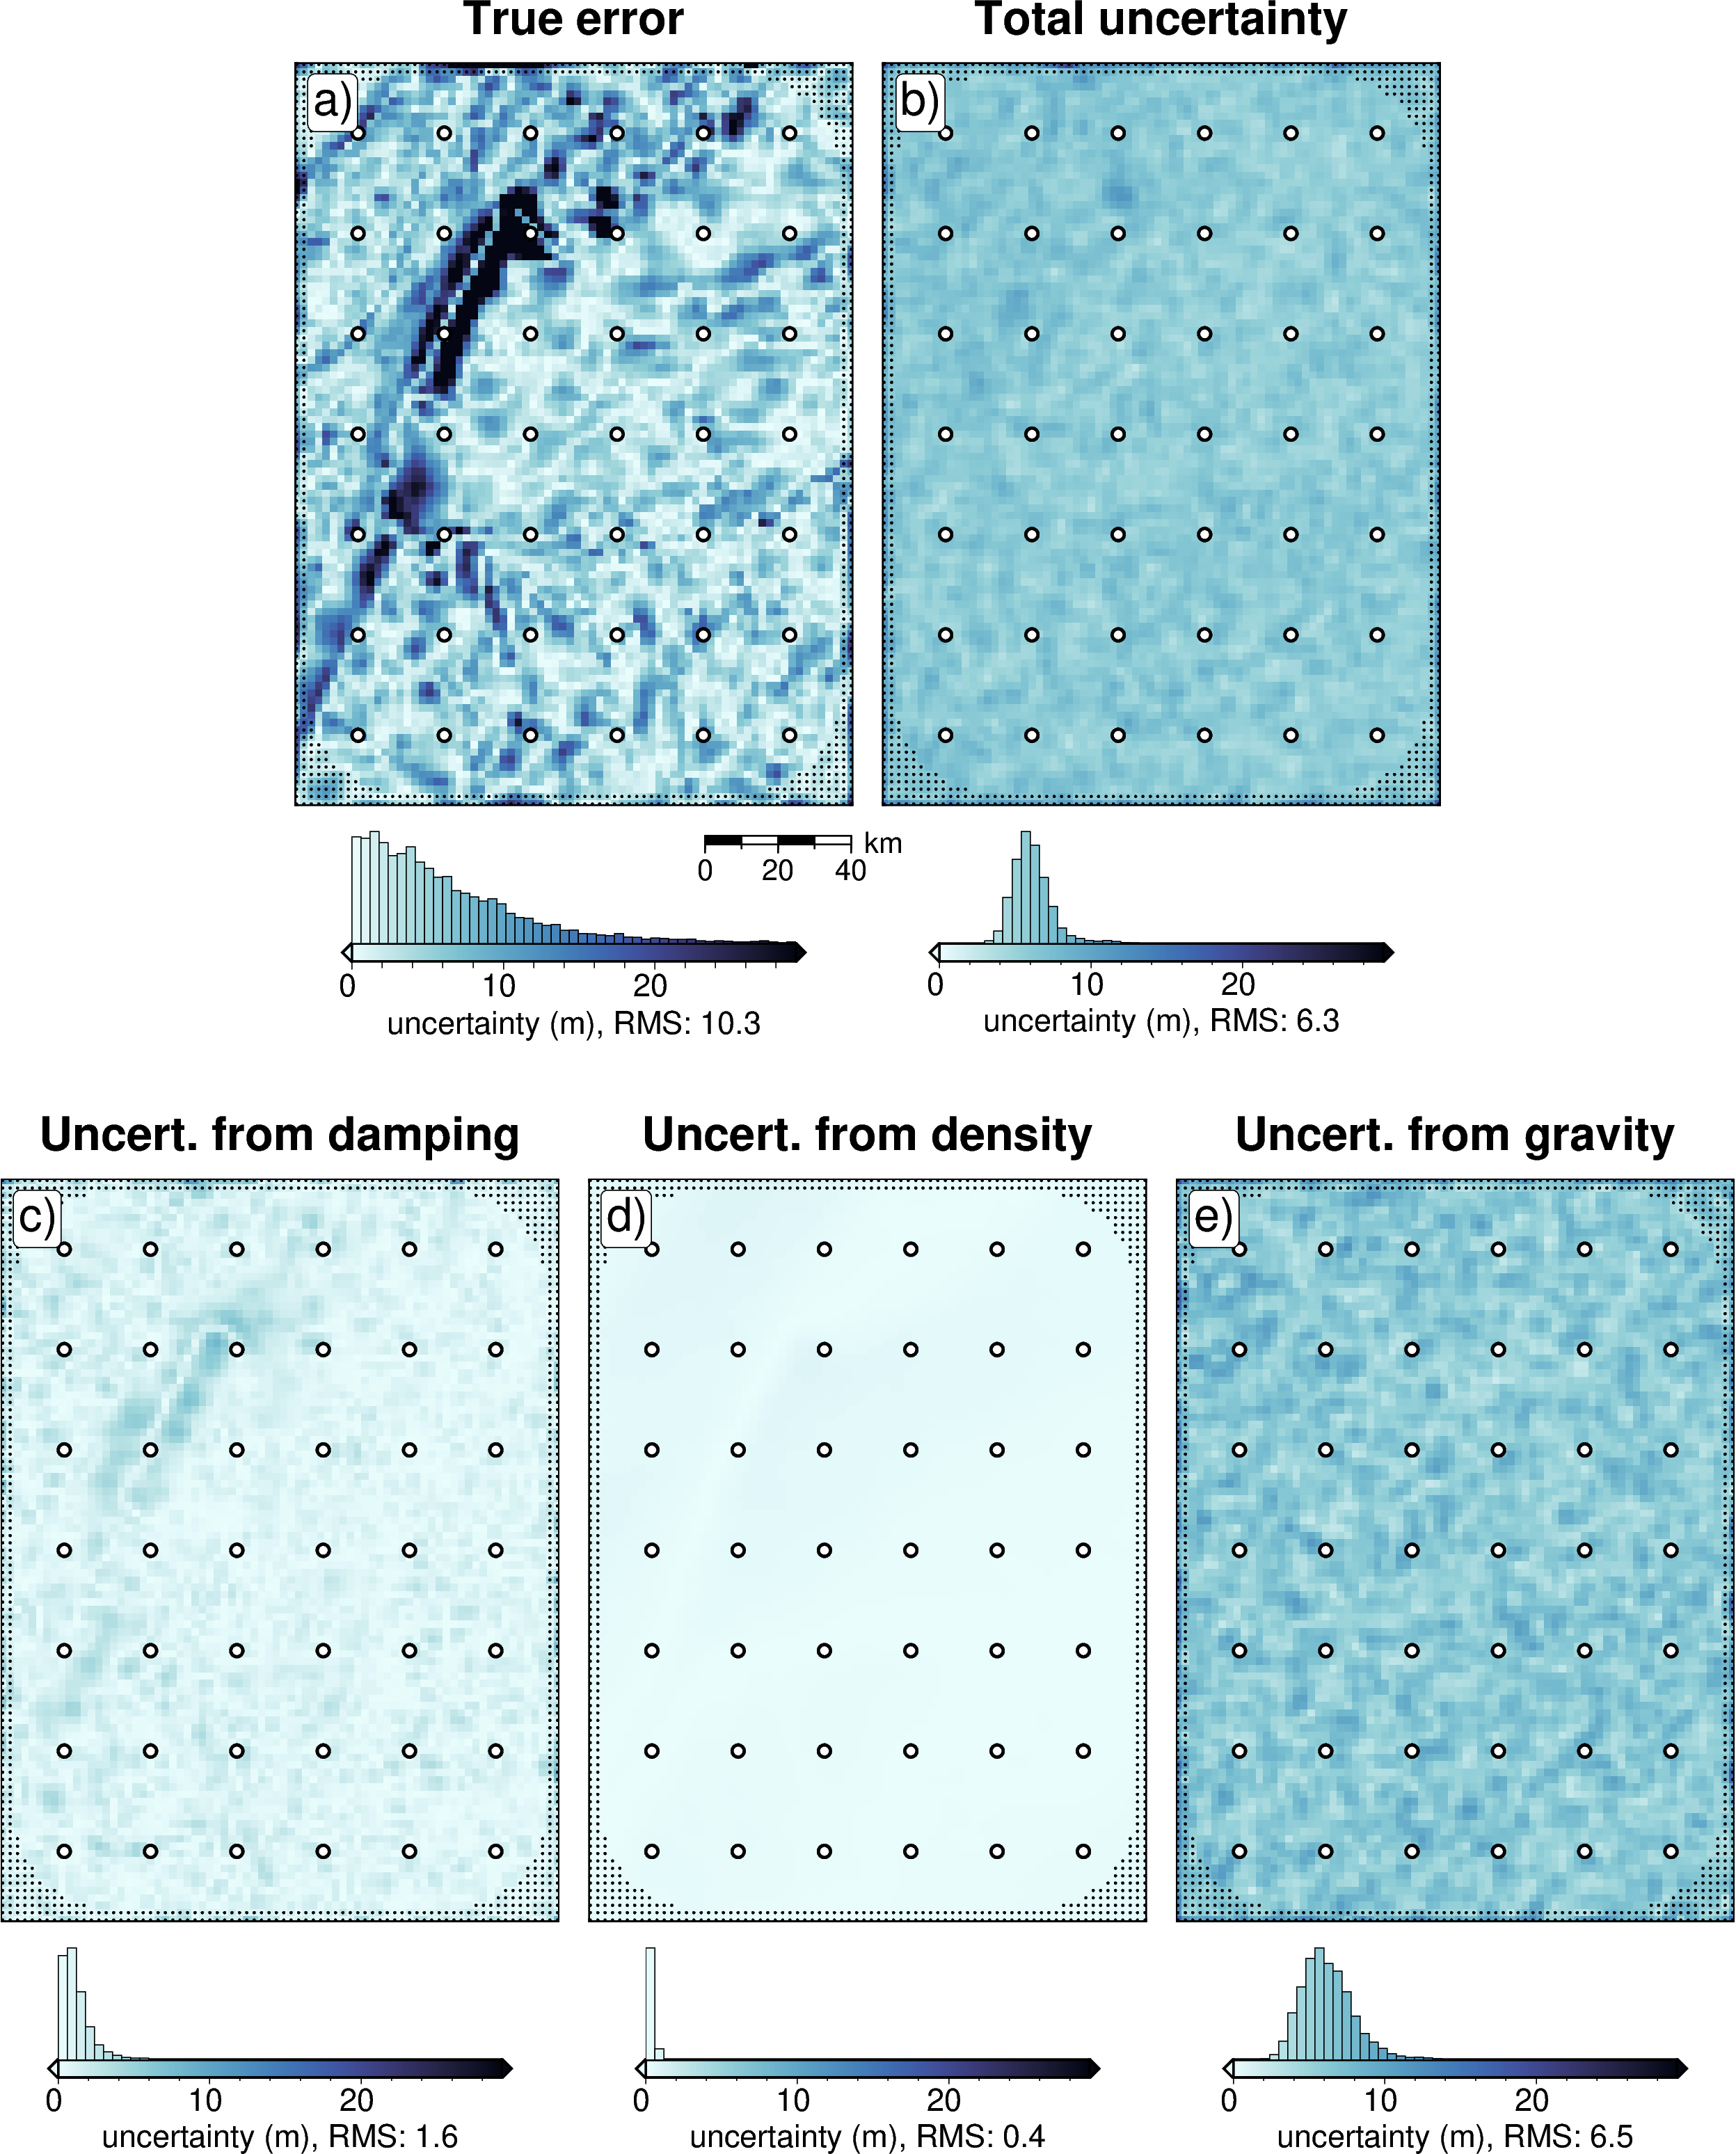 True error
Total uncertainty
a)
b)
km
0 20 40
0 10 20
uncertainty (m), RMS: 10.3
0 10 20
uncertainty (m), RMS: 6.3
Uncert. from damping
Uncert. from density
Uncert. from gravity
c)
d)
e)
0 10 20
uncertainty (m), RMS: 1.6
0 10 20
uncertainty (m), RMS: 0.4
0 10 20
uncertainty (m), RMS: 6.5